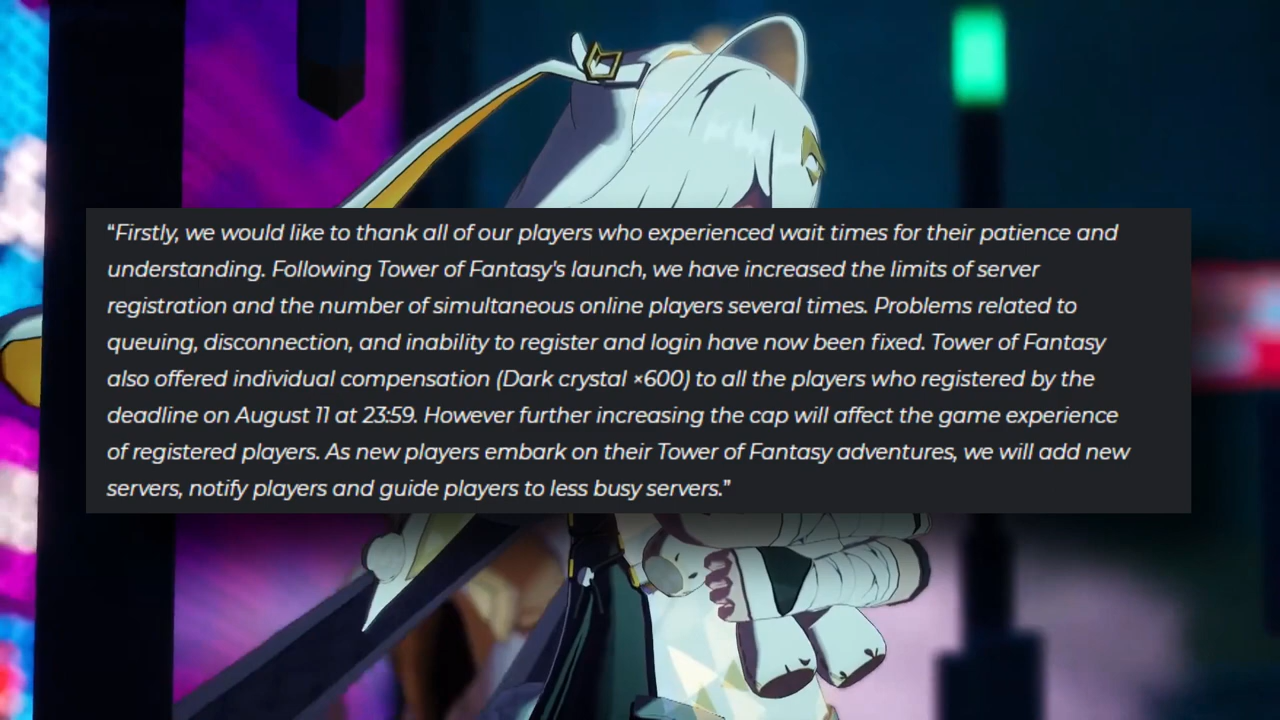 “Firstly, we would like to thank all of our players who experienced wait times for their patience and
understanding. Following Tower of Fantasy's launch, we have increased the limits of server
registration and the number of simultaneous online players several times. Problems related to
queuing, disconnection, and inability to register and login have now been fixed. Tower of Fantasy
also offered individual compensation (Dark crystal ×600) to all the players who registered by the
deadline on August 11 at 23:59. However further increasing the cap will affect the game experience
of registered players. As new players embark on their Tower of Fantasy adventures, we will add new
servers, notify players and guide players to less busy servers.”